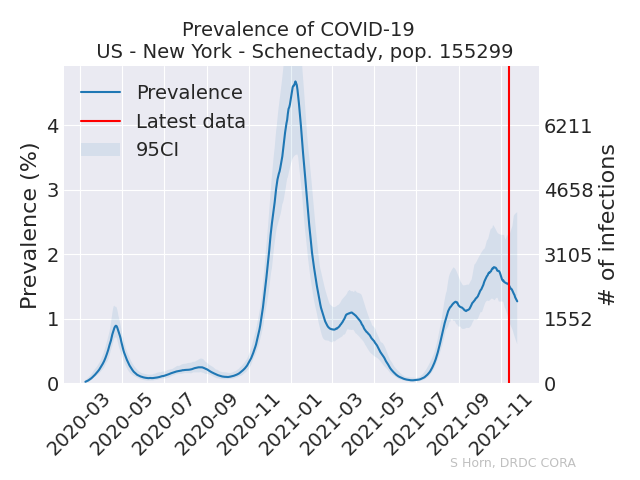 Prevalence of COVID-19
US - New York - Schenectady, pop. 155299
Prevalence
Latest data
95CI
Prevalence (%)
4
3
2
1
0
6211
4658
3105
1552
0
# of infections
2020-03
2020-05
2020-07
2020-09
2020-11
2021-01
2021-03
2021-05
2021-07
2021-09
2021-11
S Horn, DRDC CORA